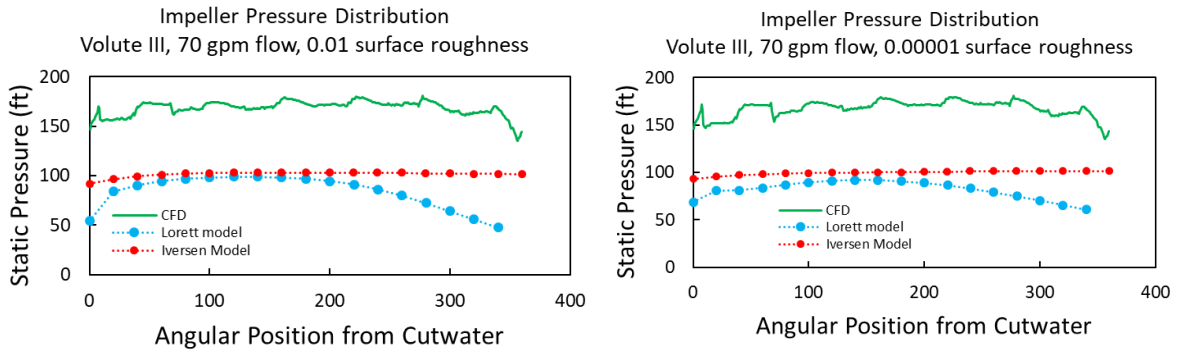 Impeller Pressure Distribution
Volute III, 70 gpm flow, 0.01 surface roughness
Static Pressure (ft)
200
150
100
50
0
CFD
Lorett model
Iversen Model
0 100 200 300 400
Angular Position from Cutwater
Impeller Pressure Distribution
Volute III, 70 gpm flow, 0.00001 surface roughness
Static Pressure (ft)
200
150
100
50
0
CFD
Lorett model
Iversen Model
0 100 200 300 400
Angular Position from Cutwater